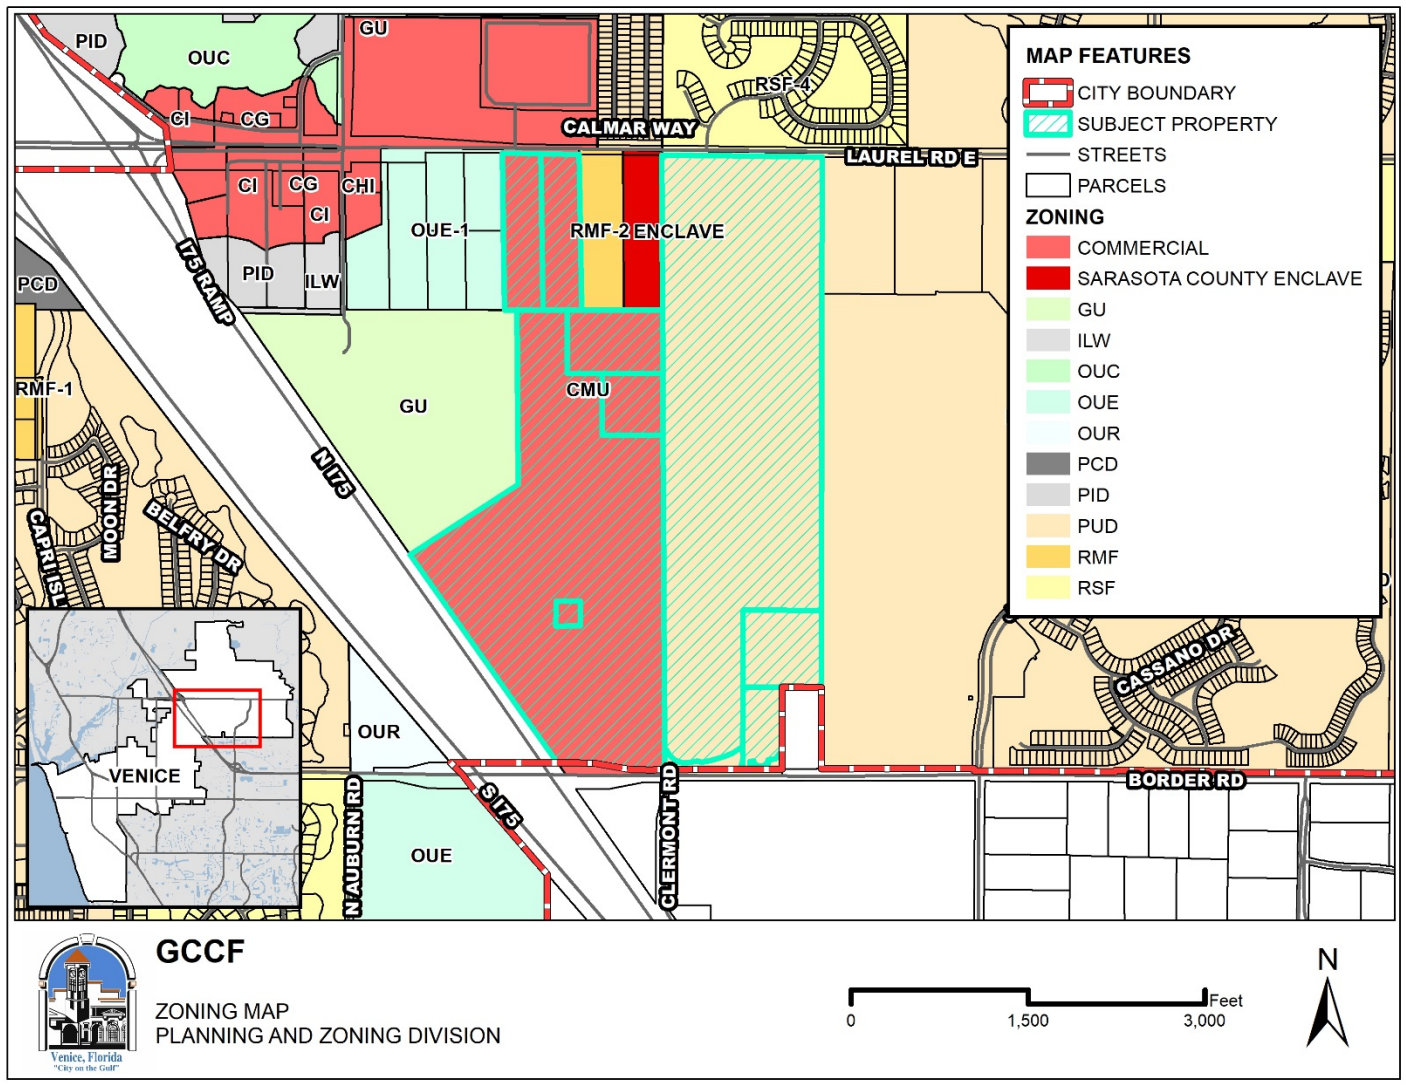 PID
OUC
GU
RSF-4
CI
CG
CALMAR WAY
LAUREL RD E
CI
CG
CHI
CI
OUE-1
RMF-2
ENCLAVE
I75 RAMP
PID
ILW
PCD
RMF-1
GU
CMU
N I75
MOON DR
BELFRY DR
CAPRI ISL
CASSANO DR
OUR
BORDER RD
S I75
N AUBURN RD
OUE
CLERMONT RD
VENICE
MAP FEATURES
CITY BOUNDARY
SUBJECT PROPERTY
STREETS
PARCELS
ZONING
COMMERCIAL
SARASOTA COUNTY ENCLAVE
GU
ILW
OUC
OUE
OUR
PCD
PID
PUD
RMF
RSF
GCCF
ZONING MAP
PLANNING AND ZONING DIVISION
Venice, Florida
"City on the Gulf"
Feet
0
1,500
3,000
N